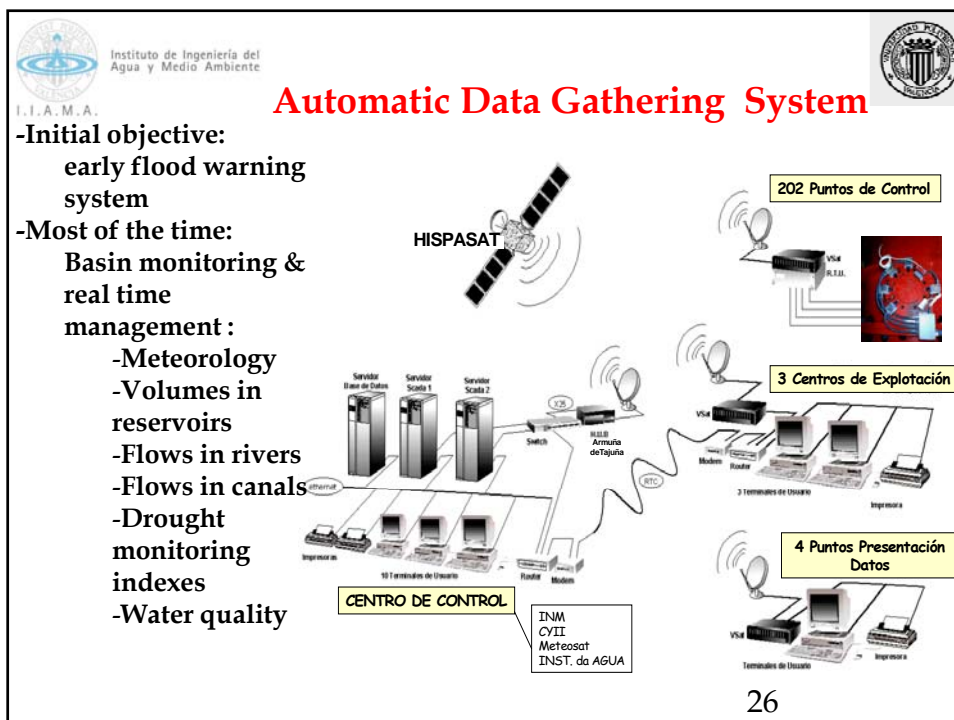 Instituto de Ingeniería del
Agua y Medio Ambiente
I.I.A.M.A.
Automatic Data Gathering System
-Initial objective:
early flood warning
system
-Most of the time:
Basin monitoring &
real time
management :
-Meteorology
-Volumes in
reservoirs
-Flows in rivers
-Flows in canals
-Drought
monitoring
indexes
-Water quality
HISPASAT
202 Puntos de Control
VSat
R.T.U.
Servidor
Base de Datos
Servidor
Scada 1
Servidor
Scada 2
X25
Switch
H.U.B
Armuña
deTajuña
ethernet
Impresoras
10 Terminales de Usuario
Router
Modem
RTC
CENTRO DE CONTROL
INM
CYII
Meteosat
INST. da AGUA
3 Centros de Explotación
VSat
Modem
Router
3 Terminales de Usuario
Impresora
4 Puntos Presentación
Datos
VSat
Terminales de Usuario
Impresora
26